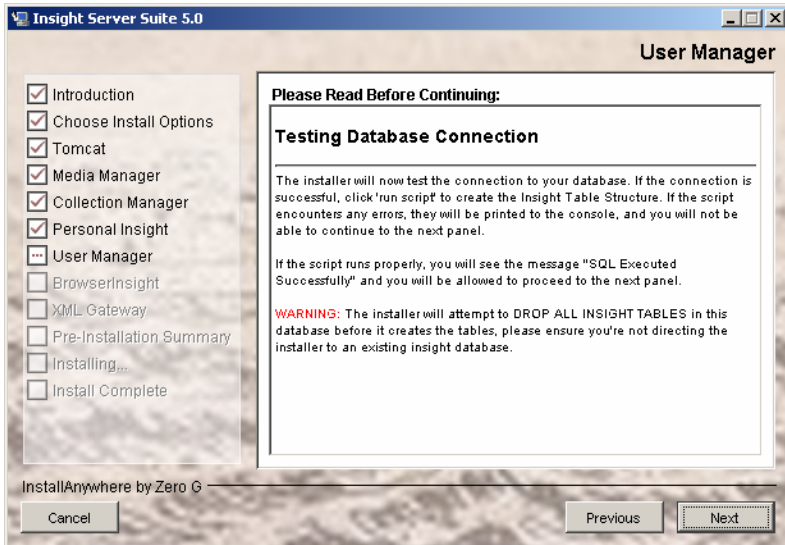 Insight Server Suite 5.0
User Manager
Introduction
Choose Install Options
Tomcat
Media Manager
Collection Manager
Personal Insight
User Manager
BrowserInsight
XML Gateway
Pre-Installation Summary
Installing...
Install Complete
Please Read Before Continuing:
Testing Database Connection
The installer will now test the connection to your database. If the connection is
successful, click 'run script' to create the Insight Table Structure. If the script
encounters any errors, they will be printed to the console, and you will not be
able to continue to the next panel.
If the script runs properly, you will see the message "SQL Executed
Successfully" and you will be allowed to proceed to the next panel.
WARNING: The installer will attempt to DROP ALL INSIGHT TABLES in this
database before it creates the tables, please ensure you're not directing the
installer to an existing insight database.
InstallAnywhere by Zero G
Cancel
Previous
Next